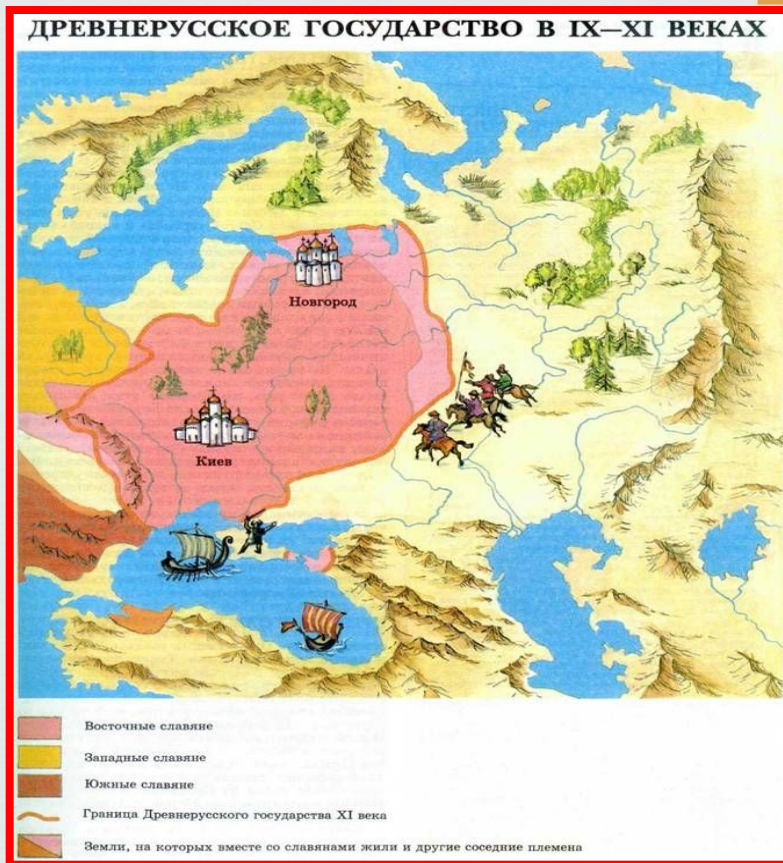 ДРЕВНЕРУССКОЕ ГОСУДАРСТВО В IX—XI ВЕКАХ
Новгород
Киев
Восточные славяне
Западные славяне
Южные славяне
Граница Древнерусского государства XI века
Земли, на которых вместе со славянами жили и другие соседние племена